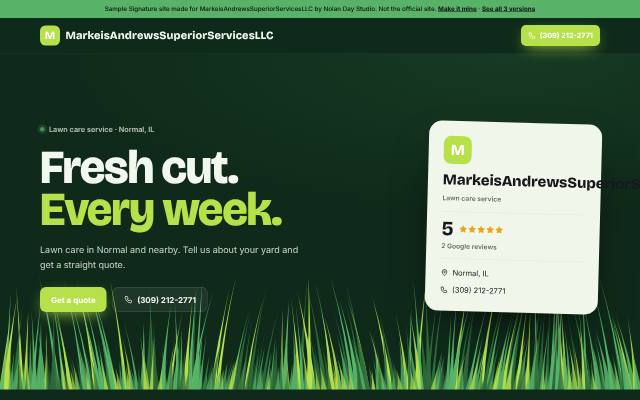 Sample Signature site made for MarkeisAndrewsSuperiorServicesLLC by Nolan Day Studio. Not the official site. Make it mine · See all 3 versions
M MarkeisAndrewsSuperiorServicesLLC
(309) 212-2771
Lawn care service · Normal, IL
Fresh cut.
Every week.
Lawn care in Normal and nearby. Tell us about your yard and
get a straight quote.
Get a quote
(309) 212-2771
M
MarkeisAndrewsSuperiorS
Lawn care service
5
2 Google reviews
Normal, IL
(309) 212-2771